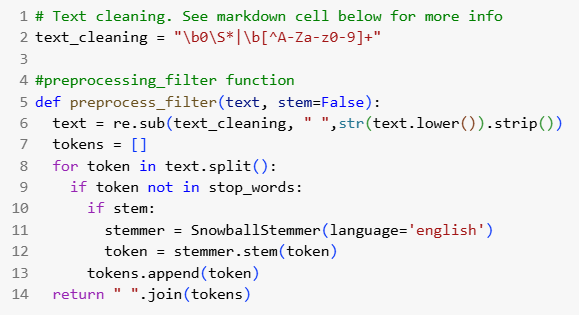 1 # Text cleaning. See markdown cell below for more info
2 text_cleaning = "\b0\S*|\b[^A-Za-z0-9]+"
3
4 #preprocessing_filter function
5 def preprocess_filter(text, stem=False):
6   text = re.sub(text_cleaning, " ",str(text.lower()).strip())
7   tokens = []
8   for token in text.split():
9     if token not in stop_words:
10       if stem:
11         stemmer = SnowballStemmer(language='english')
12         token = stemmer.stem(token)
13       tokens.append(token)
14   return " ".join(tokens)